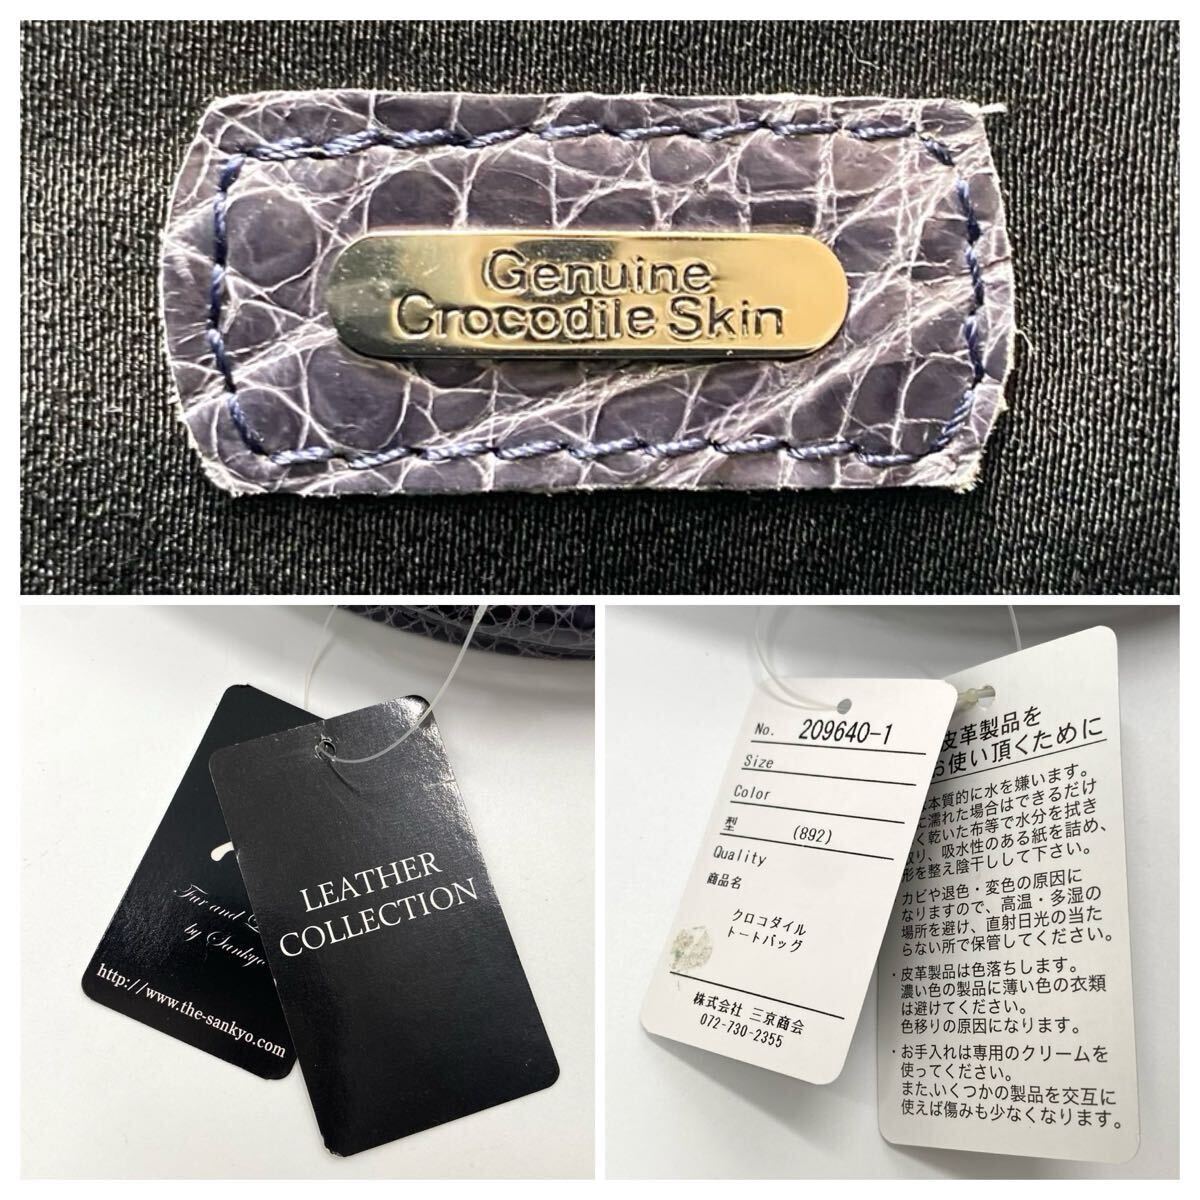 Genuine
Crocodile Skin
Fur and
by Sankyo
http://www.the-sankyo.com
LEATHER
COLLECTION
No. 209640-1
Size
Color
型 (892)
Quality
商品名
クロコダイル
トートバッグ
株式会社 三京商会
072-730-2355
皮革製品を
お使い頂くために
本質的に水を嫌います。
に濡れた場合はできるだけ
く乾いた布等で水分を拭き
取り、吸水性のある紙を詰め、
形を整え陰干しして下さい。
カビや退色・変色の原因に
なりますので、高温・多湿の
場所を避け、直射日光の当た
らない所で保管してください。
・皮革製品は色落ちします。
濃い色の製品に薄い色の衣類
は避けてください。
色移りの原因になります。
・お手入れは専用のクリームを
使ってください。
また、いくつかの製品を交互に
使えば傷みも少なくなります。